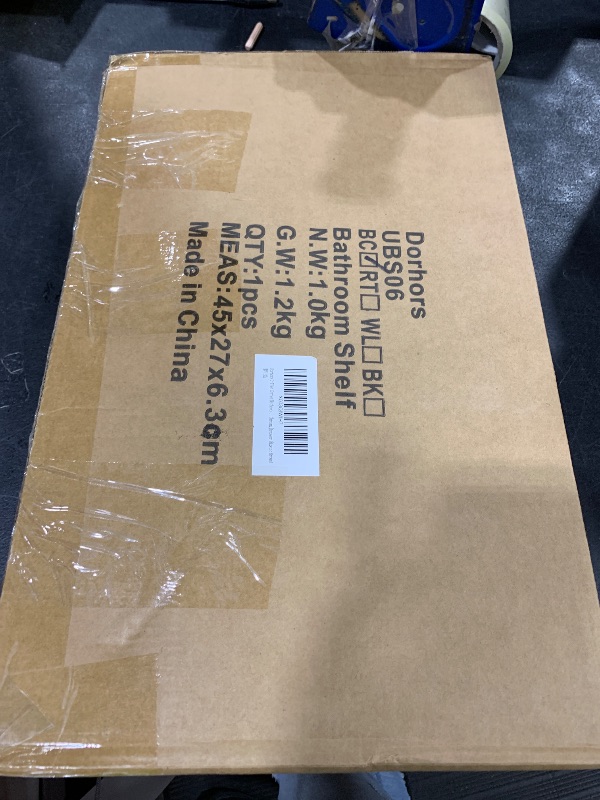 Dorhors
UBS06
BC☑RT☐ WL☐ BK☐
Bathroom Shelf
N.W:1.0kg
G.W:1.2kg
QTY:1pcs
MEAS:45x27x6.3cm
Made in China